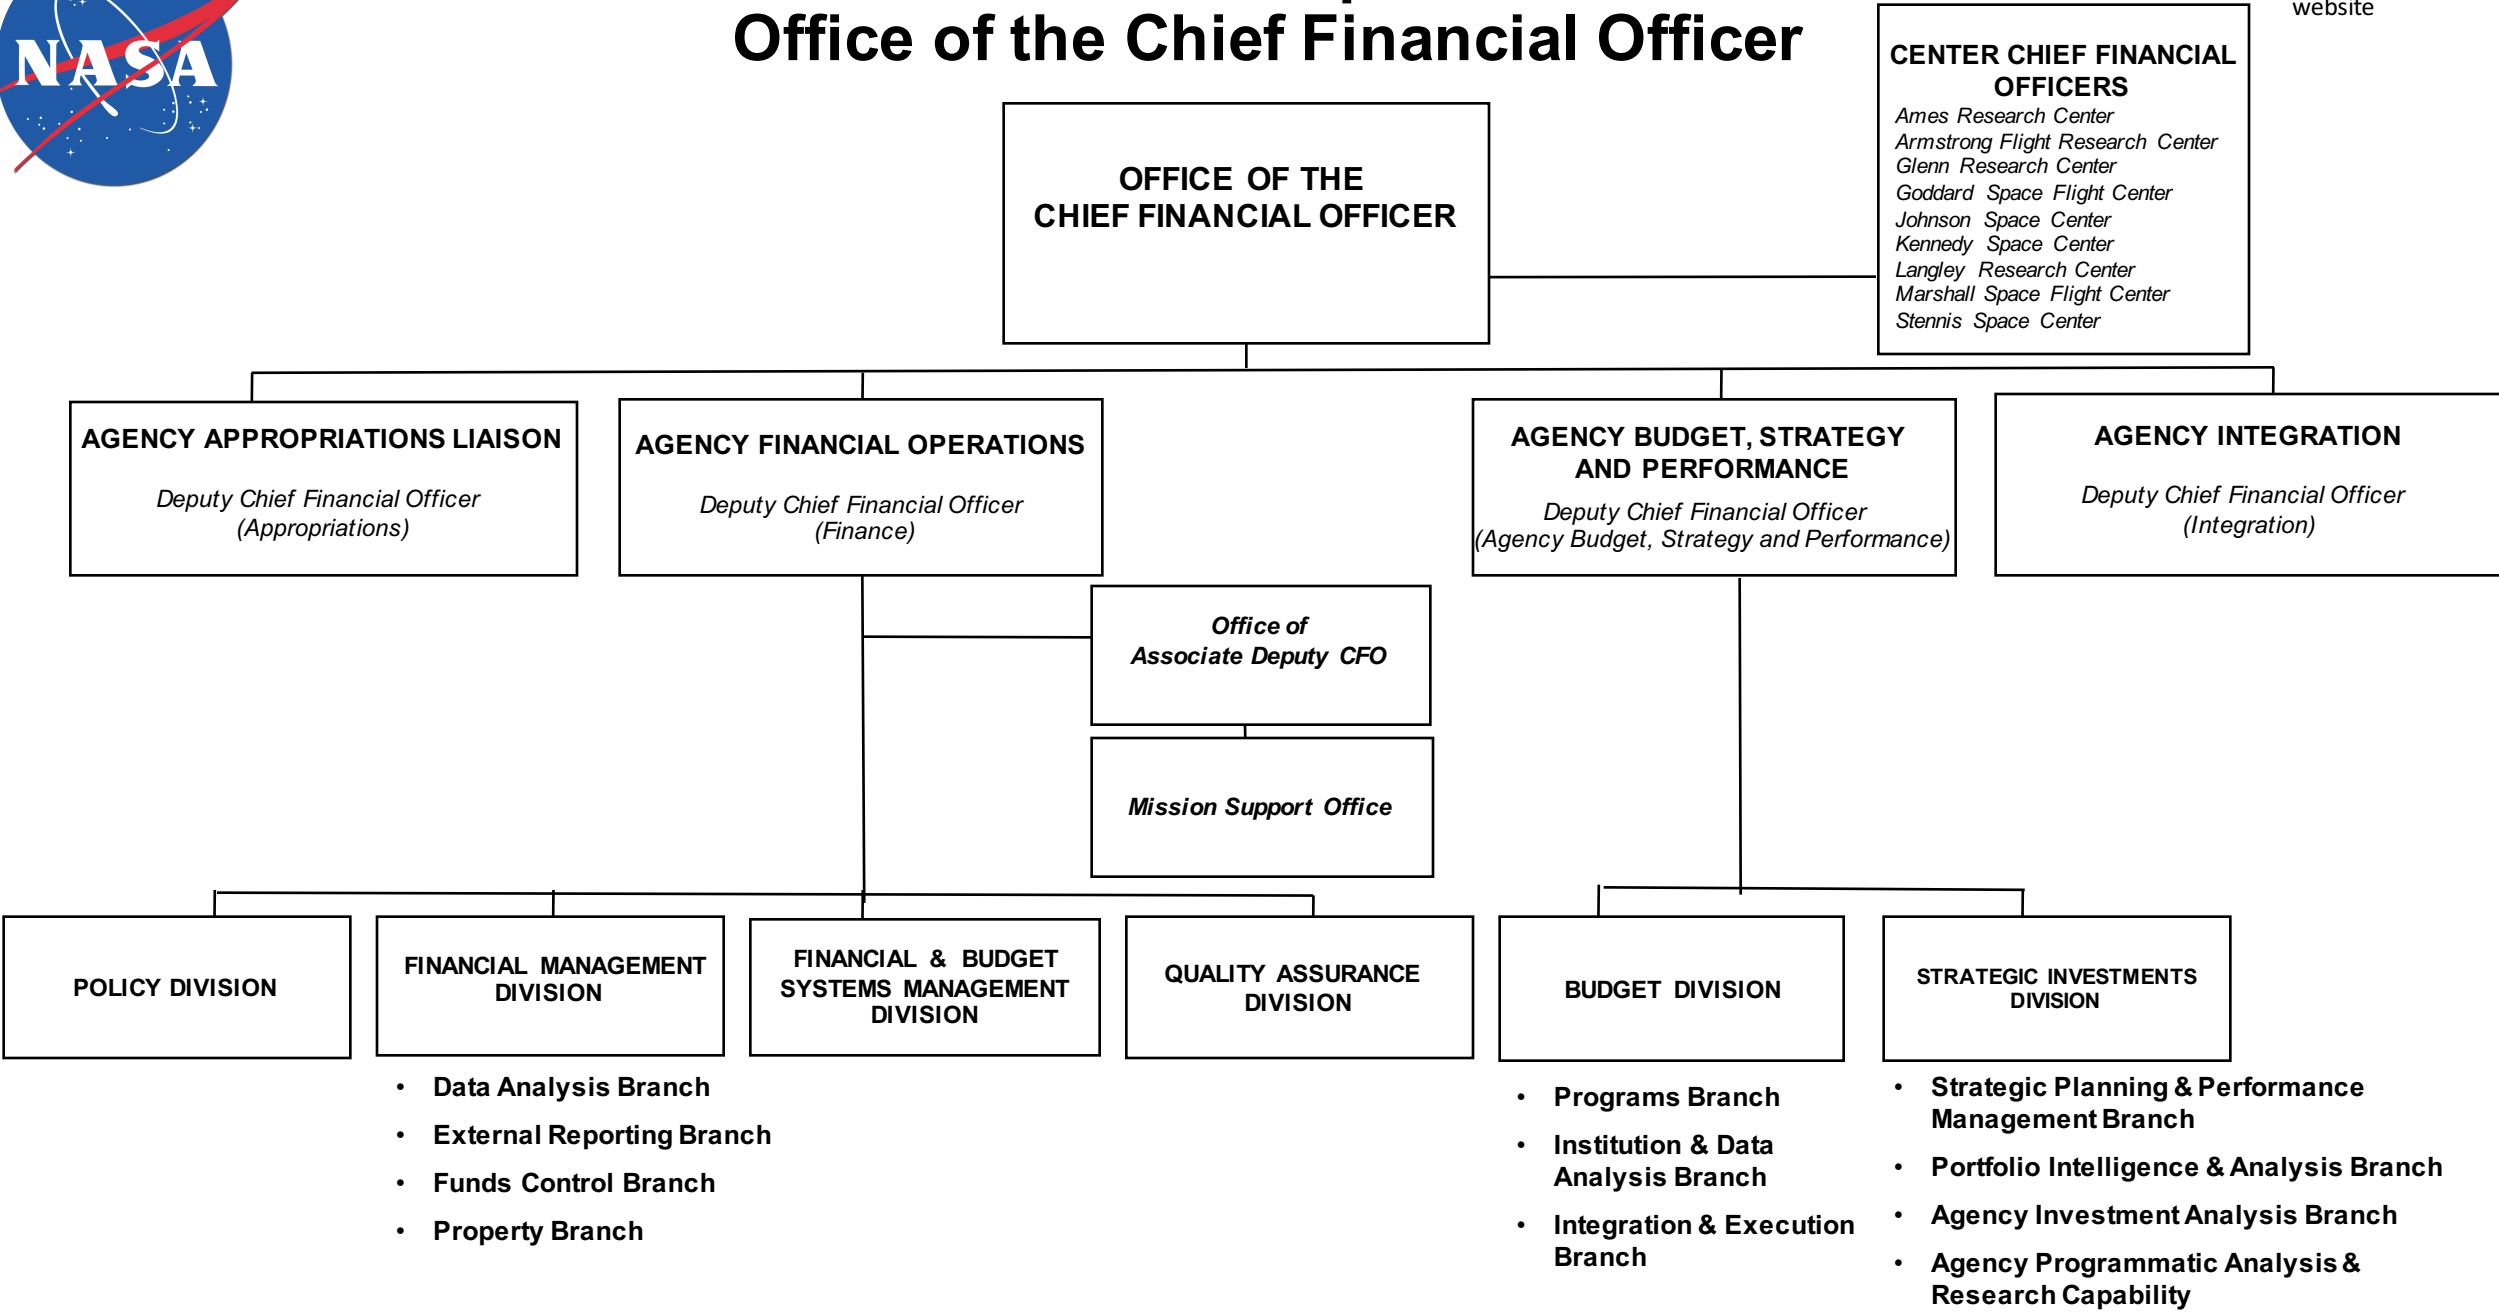 NASA
Office of the Chief Financial Officer
website
CENTER CHIEF FINANCIAL
OFFICERS
Ames Research Center
Armstrong Flight Research Center
Glenn Research Center
Goddard Space Flight Center
Johnson Space Center
Kennedy Space Center
Langley Research Center
Marshall Space Flight Center
Stennis Space Center
OFFICE OF THE
CHIEF FINANCIAL OFFICER
AGENCY APPROPRIATIONS LIAISON
Deputy Chief Financial Officer
(Appropriations)
AGENCY FINANCIAL OPERATIONS
Deputy Chief Financial Officer
(Finance)
AGENCY BUDGET, STRATEGY
AND PERFORMANCE
Deputy Chief Financial Officer
(Agency Budget, Strategy and Performance)
AGENCY INTEGRATION
Deputy Chief Financial Officer
(Integration)
Office of
Associate Deputy CFO
Mission Support Office
POLICY DIVISION
FINANCIAL MANAGEMENT
DIVISION
FINANCIAL & BUDGET
SYSTEMS MANAGEMENT
DIVISION
QUALITY ASSURANCE
DIVISION
BUDGET DIVISION
STRATEGIC INVESTMENTS
DIVISION
• Data Analysis Branch
• External Reporting Branch
• Funds Control Branch
• Property Branch
• Programs Branch
• Institution & Data
Analysis Branch
• Integration & Execution
Branch
• Strategic Planning & Performance
Management Branch
• Portfolio Intelligence & Analysis Branch
• Agency Investment Analysis Branch
• Agency Programmatic Analysis &
Research Capability